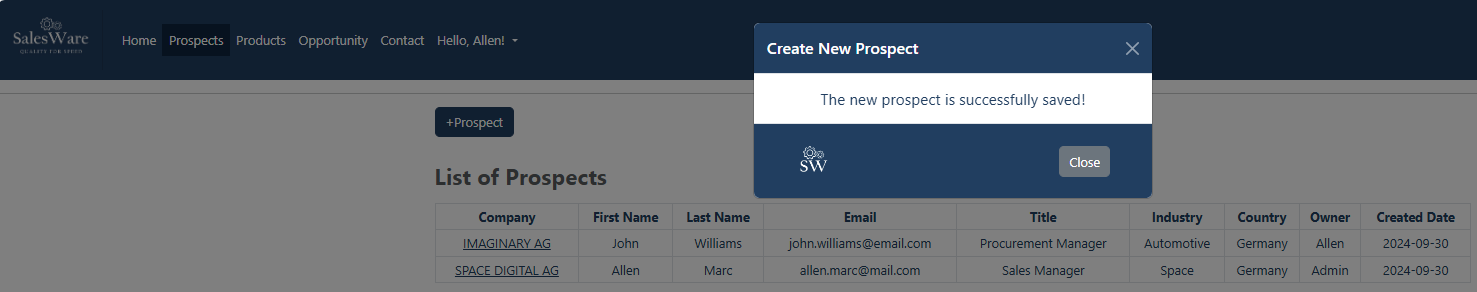 SalesWare
QUALITY FOR SPEED
Home Prospects Products Opportunity Contact Hello, Allen!
Create New Prospect
The new prospect is successfully saved!
SW
Close
+Prospect
List of Prospects
Company First Name Last Name Email Title Industry Country Owner Created Date
IMAGINARY AG John Williams john.williams@email.com Procurement Manager Automotive Germany Allen 2024-09-30
SPACE DIGITAL AG Allen Marc allen.marc@mail.com Sales Manager Space Germany Admin 2024-09-30